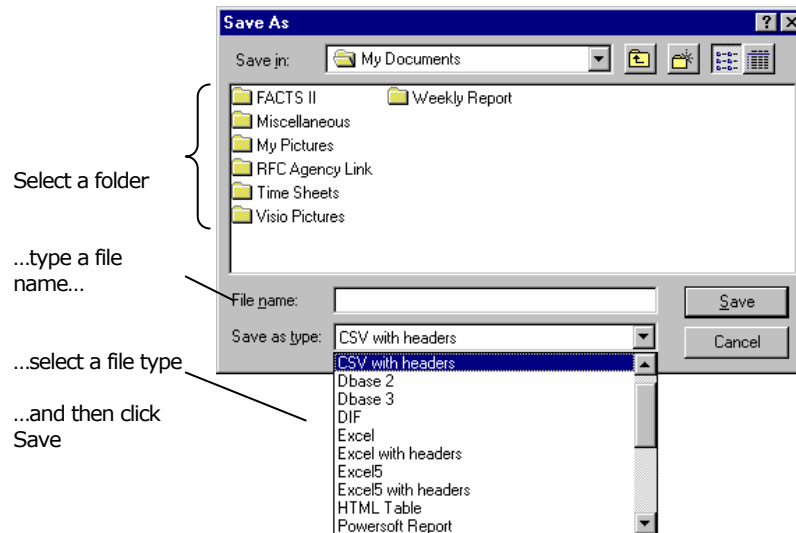 Save As
Save in: My Documents
FACTS II
Weekly Report
Miscellaneous
My Pictures
RFC Agency Link
Time Sheets
Visio Pictures
Select a folder
...type a file
name...
File name:
Save
Save as type: CSV with headers
Cancel
...select a file type
...and then click
Save
CSV with headers
Dbase 2
Dbase 3
DIF
Excel
Excel with headers
Excel5
Excel5 with headers
HTML Table
Powersoft Report